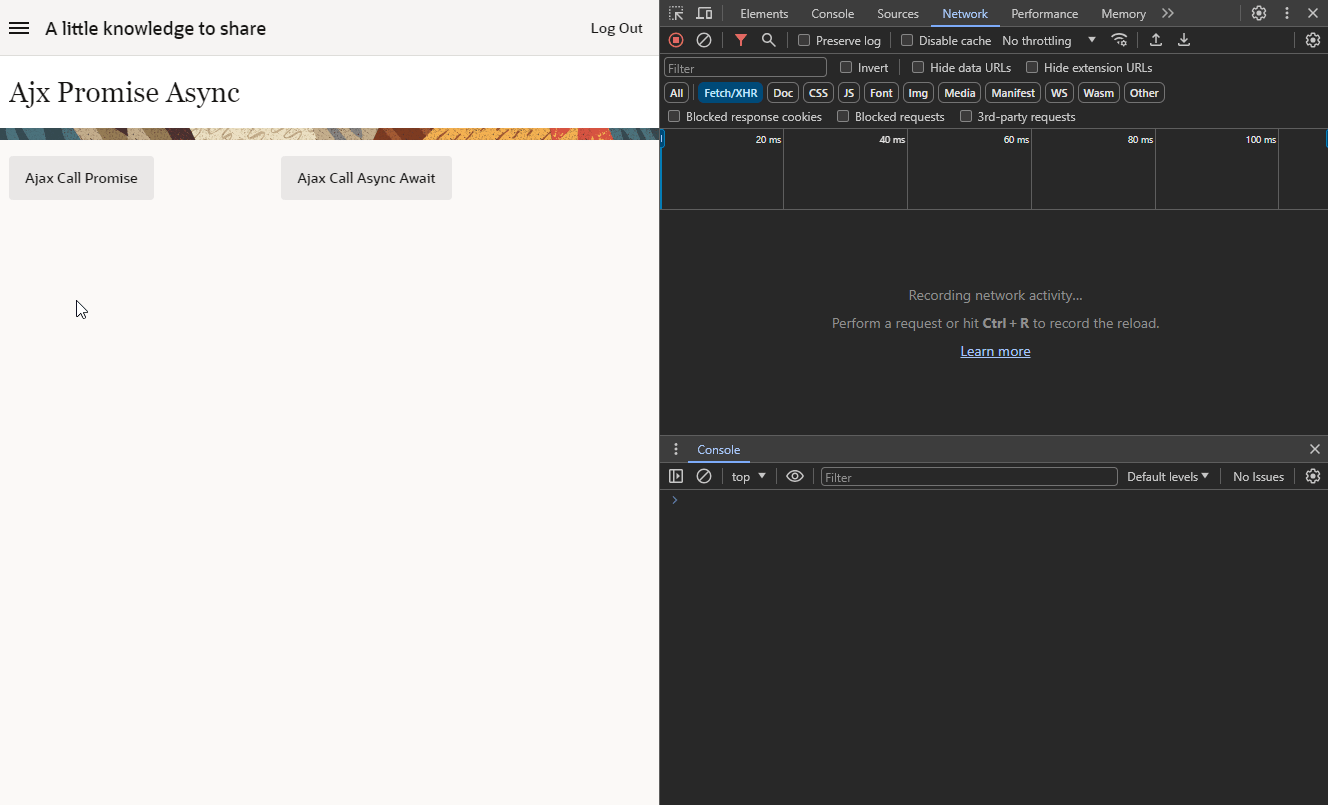 A little knowledge to share
Log Out
Ajx Promise Async
Ajax Call Promise
Ajax Call Async Await
Elements Console Sources Network Performance Memory
Preserve log Disable cache No throttling
Filter Invert Hide data URLs Hide extension URLs
All Fetch/XHR Doc CSS JS Font Img Media Manifest WS Wasm Other
Blocked response cookies Blocked requests 3rd-party requests
20 ms 40 ms 60 ms 80 ms 100 ms
Recording network activity...
Perform a request or hit Ctrl + R to record the reload.
Learn more
Console
top Filter Default levels No Issues